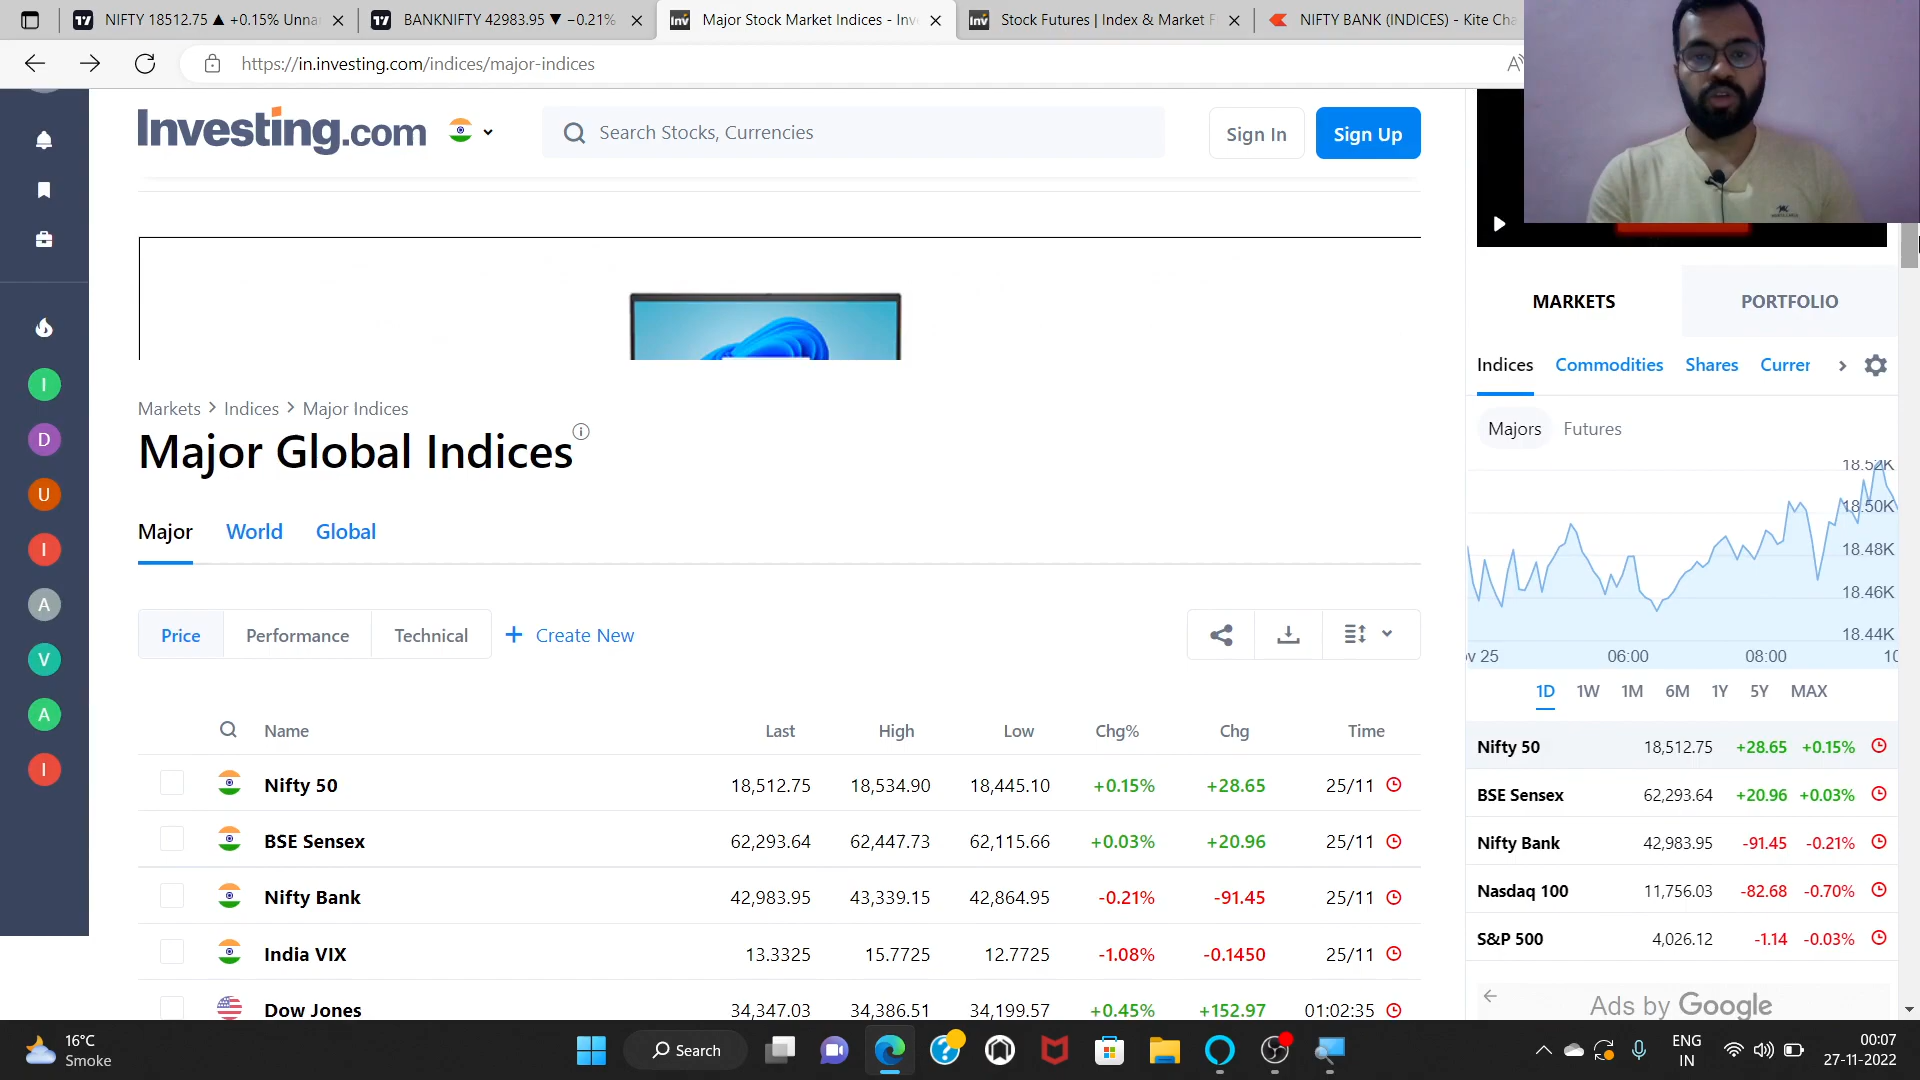 NIFTY 18512.75 ▲ +0.15% Unna
BANKNIFTY 42983.95 ▼ −0.21%
Major Stock Market Indices - Inv
Stock Futures | Index & Market F
NIFTY BANK (INDICES) - Kite Cha
https://in.investing.com/indices/major-indices
Investing.com
Search Stocks, Currencies
Sign In
Sign Up
Markets > Indices > Major Indices
Major Global Indices
Major World Global
Price Performance Technical + Create New
Name Last High Low Chg% Chg Time
Nifty 50 18,512.75 18,534.90 18,445.10 +0.15% +28.65 25/11
BSE Sensex 62,293.64 62,447.73 62,115.66 +0.03% +20.96 25/11
Nifty Bank 42,983.95 43,339.15 42,864.95 -0.21% -91.45 25/11
India VIX 13.3325 15.7725 12.7725 -1.08% -0.1450 25/11
Dow Jones 34,347.03 34,386.51 34,199.57 +0.45% +152.97 01:02:35
I
D
U
I
A
V
A
I
MARKETS PORTFOLIO
Indices Commodities Shares Curren
Majors Futures
18.52K
18.50K
18.48K
18.46K
18.44K
v 25 06:00 08:00 10
1D 1W 1M 6M 1Y 5Y MAX
Nifty 50 18,512.75 +28.65 +0.15%
BSE Sensex 62,293.64 +20.96 +0.03%
Nifty Bank 42,983.95 -91.45 -0.21%
Nasdaq 100 11,756.03 -82.68 -0.70%
S&P 500 4,026.12 -1.14 -0.03%
Ads by Google
16°C
Smoke
Search
ENG
IN
00:07
27-11-2022